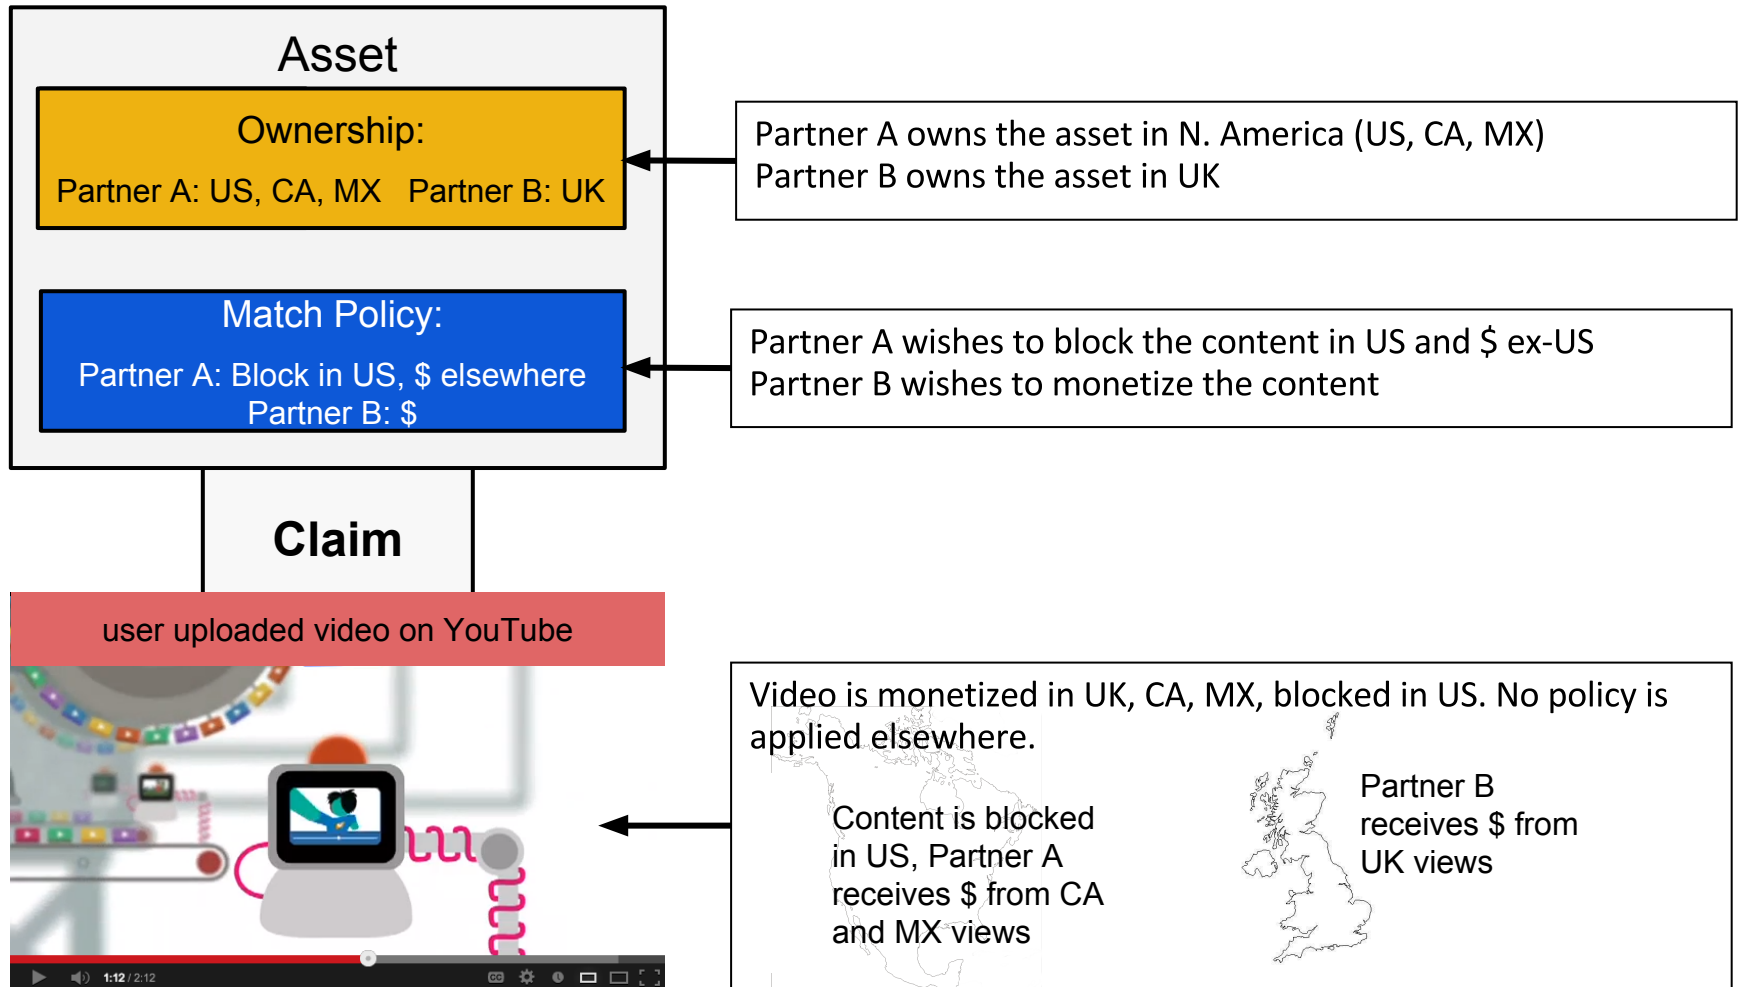 Asset
Ownership:
Partner A: US, CA, MX Partner B: UK
Partner A owns the asset in N. America (US, CA, MX)
Partner B owns the asset in UK
Match Policy:
Partner A: Block in US, $ elsewhere
Partner B: $
Partner A wishes to block the content in US and $ ex-US
Partner B wishes to monetize the content
Claim
user uploaded video on YouTube
Video is monetized in UK, CA, MX, blocked in US. No policy is
applied elsewhere.
Content is blocked
in US, Partner A
receives $ from CA
and MX views
Partner B
receives $ from
UK views
1:12 / 2:12
CC